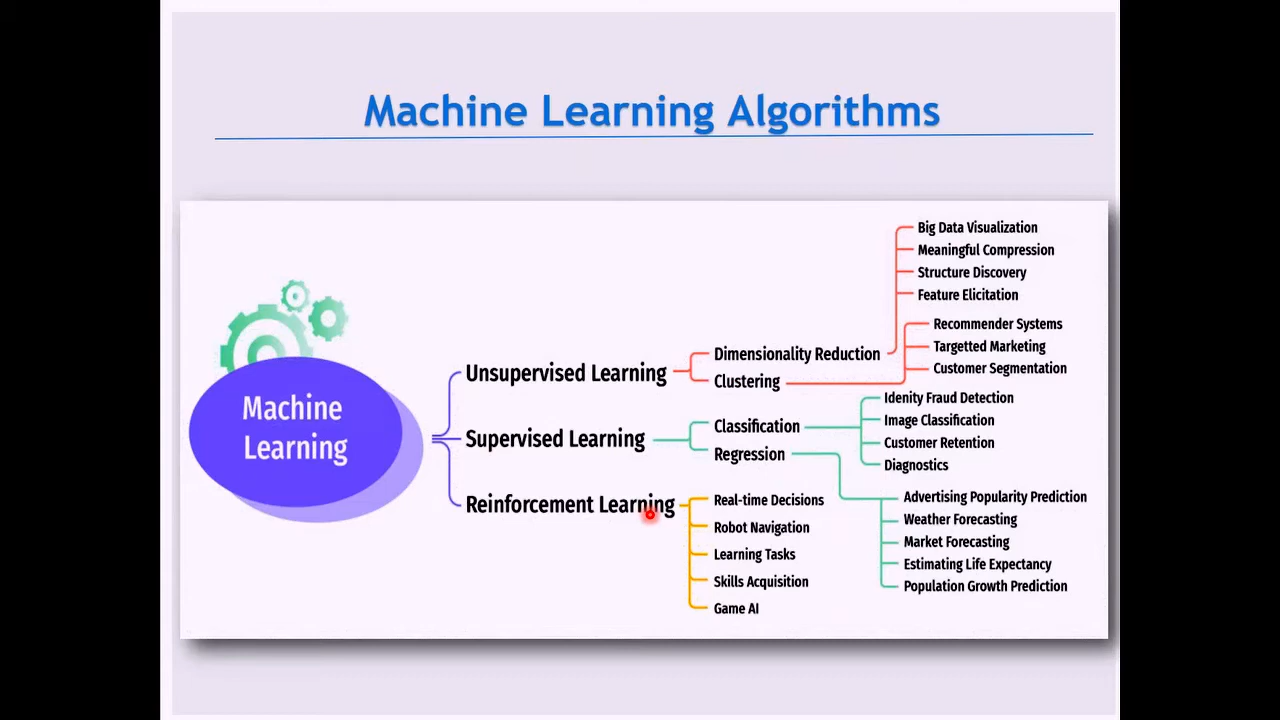 Machine Learning Algorithms
Machine
Learning
Unsupervised Learning
Dimensionality Reduction
Big Data Visualization
Meaningful Compression
Structure Discovery
Feature Elicitation
Clustering
Recommender Systems
Targetted Marketing
Customer Segmentation
Supervised Learning
Classification
Idenity Fraud Detection
Image Classification
Customer Retention
Diagnostics
Regression
Advertising Popularity Prediction
Weather Forecasting
Market Forecasting
Estimating Life Expectancy
Population Growth Prediction
Reinforcement Learning
Real-time Decisions
Robot Navigation
Learning Tasks
Skills Acquisition
Game AI